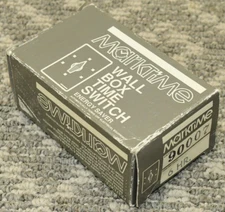 MARKTIME
WALL
BOX
TIME
SWITCH
ENERGY SAVER
MARKTIME
MARKTIME
90007